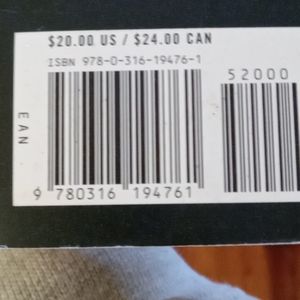 $20.00 US / $24.00 CAN
ISBN 978-0-316-19476-1
52000
EAN
9 780316 194761